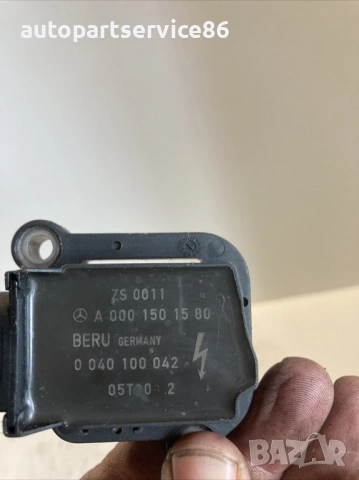 autopartservice86
ZS 0011
A 000 150 15 80
BERU GERMANY
0 040 100 042
BAZAR